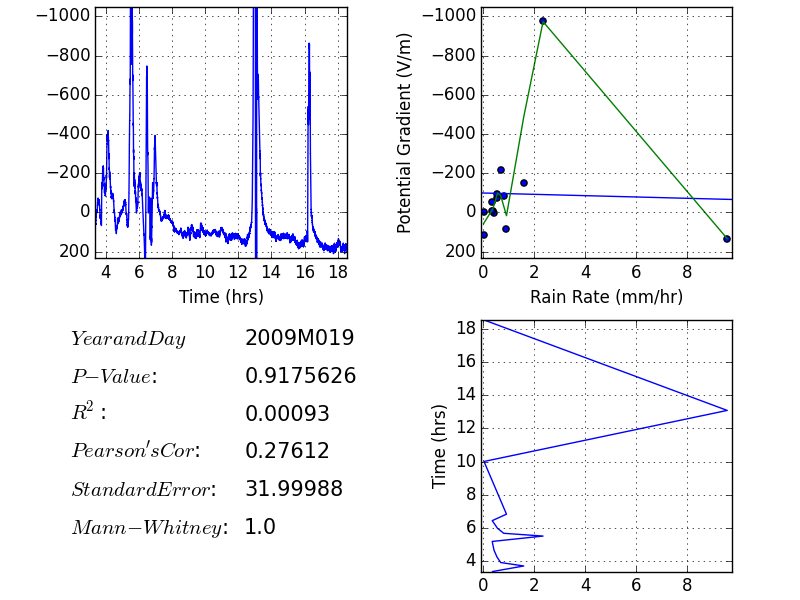 −1000
−800
−600
−400
−200
0
200
4 6 8 10 12 14 16 18
Time (hrs)
−1000
−800
−600
−400
−200
0
200
Potential Gradient (V/m)
0 2 4 6 8
Rain Rate (mm/hr)
YearandDay 2009M019
P−Value: 0.9175626
R²: 0.00093
Pearson'sCor: 0.27612
StandardError: 31.99988
Mann−Whitney: 1.0
18
16
14
12
10
8
6
4
Time (hrs)
0 2 4 6 8